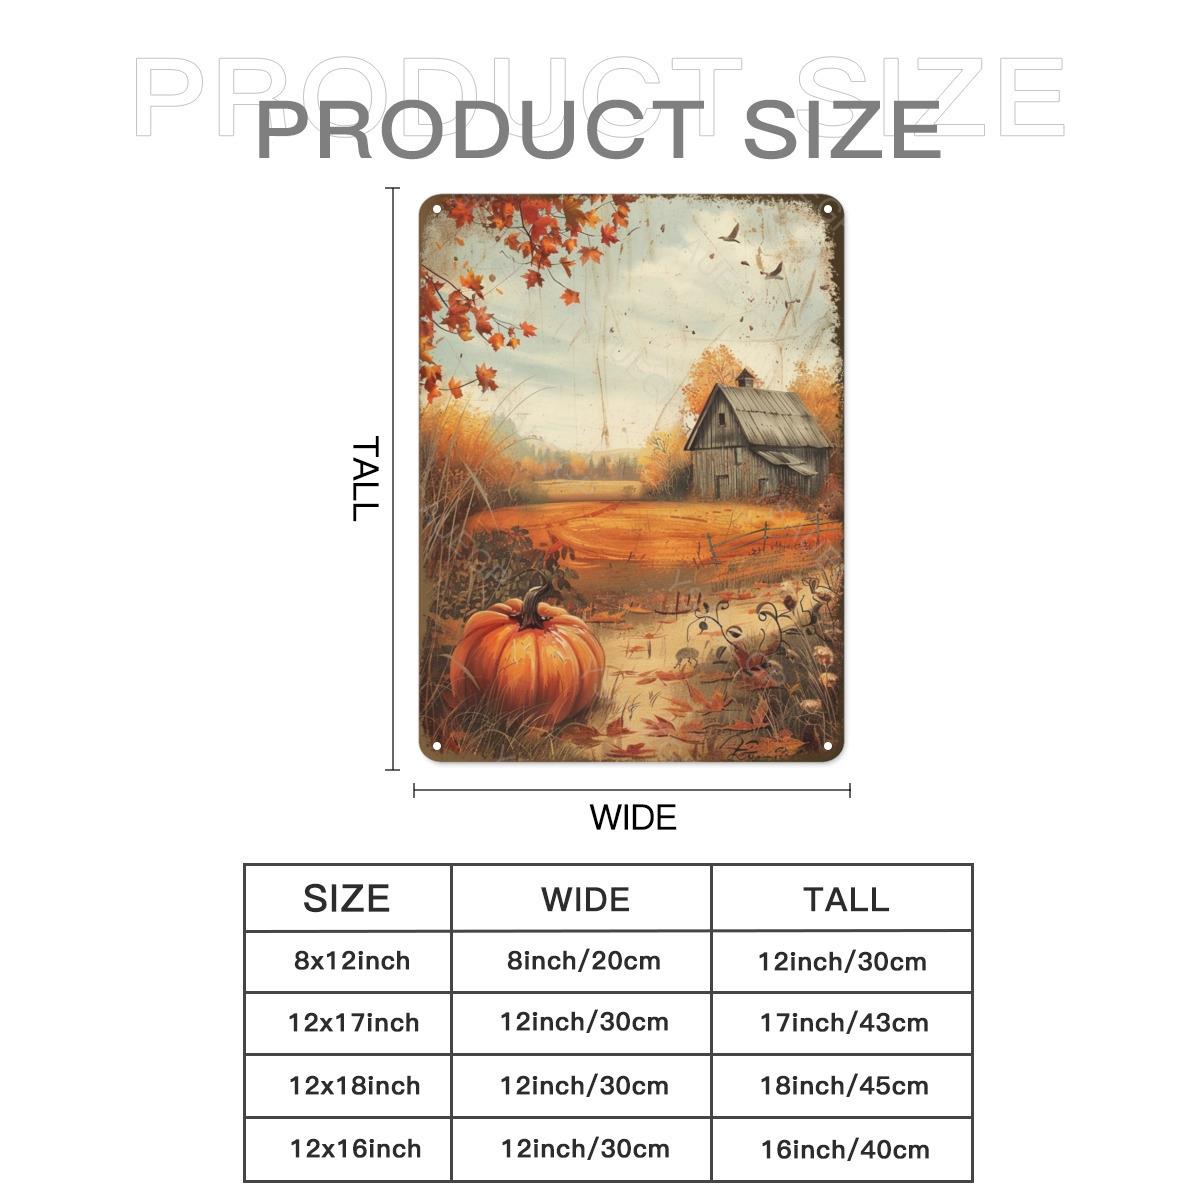 PRODUCT SIZE
PRODUCT SIZE
TALL
WIDE
SIZE WIDE TALL
8x12inch 8inch/20cm 12inch/30cm
12x17inch 12inch/30cm 17inch/43cm
12x18inch 12inch/30cm 18inch/45cm
12x16inch 12inch/30cm 16inch/40cm